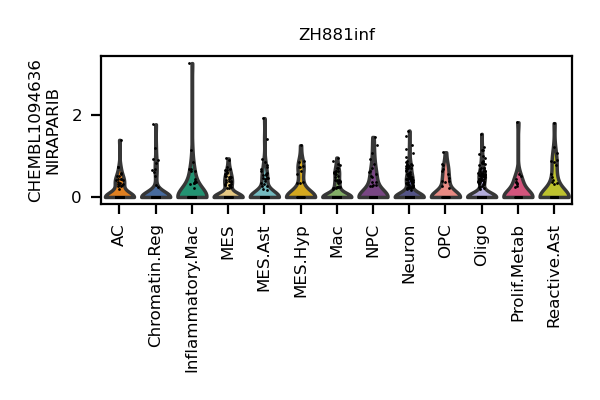 ZH881inf
CHEMBL1094636
NIRAPARIB
2
0
AC
Chromatin.Reg
Inflammatory.Mac
MES
MES.Ast
MES.Hyp
Mac
NPC
Neuron
OPC
Oligo
Prolif.Metab
Reactive.Ast